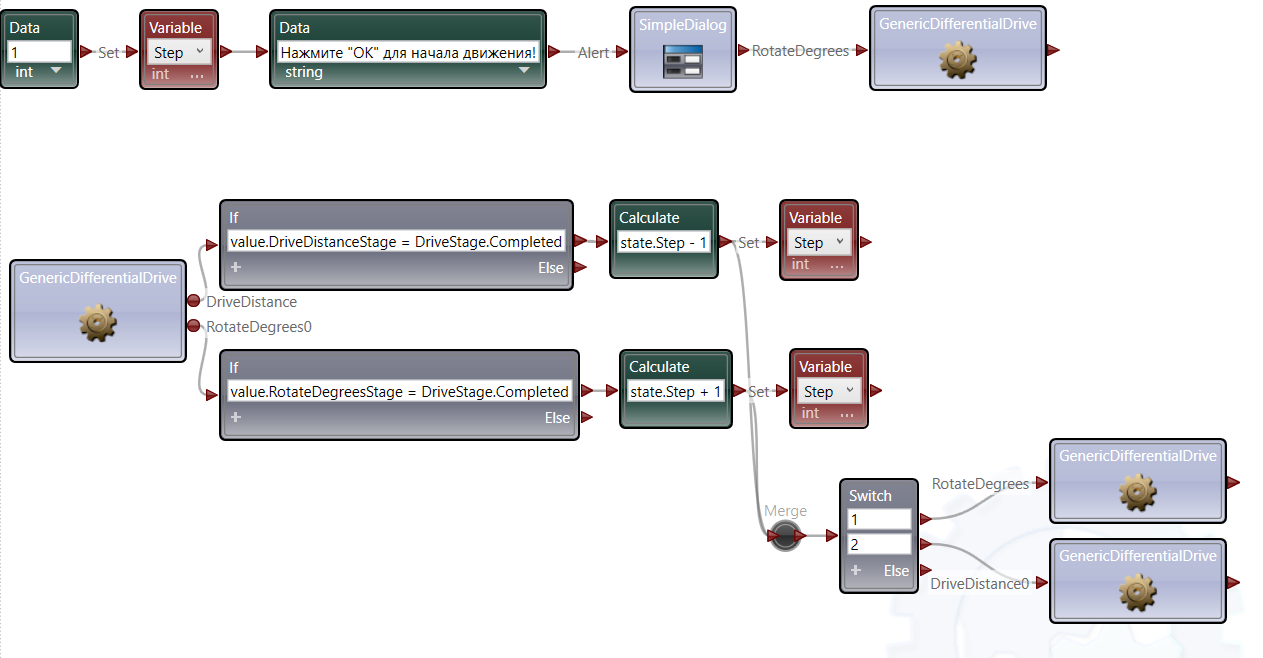 Data
1
int
Set
Variable
Step
int ...
Data
Нажмите "ОК" для начала движения!
string
Alert
SimpleDialog
RotateDegrees
GenericDifferentialDrive
If
value.DriveDistanceStage = DriveStage.Completed
+ Else
Calculate
state.Step - 1
Set
Variable
Step
int ...
GenericDifferentialDrive
DriveDistance
RotateDegrees0
If
value.RotateDegreesStage = DriveStage.Completed
+ Else
Calculate
state.Step + 1
Set
Variable
Step
int ...
Merge
Switch
1
2
+ Else
RotateDegrees
GenericDifferentialDrive
DriveDistance0
GenericDifferentialDrive